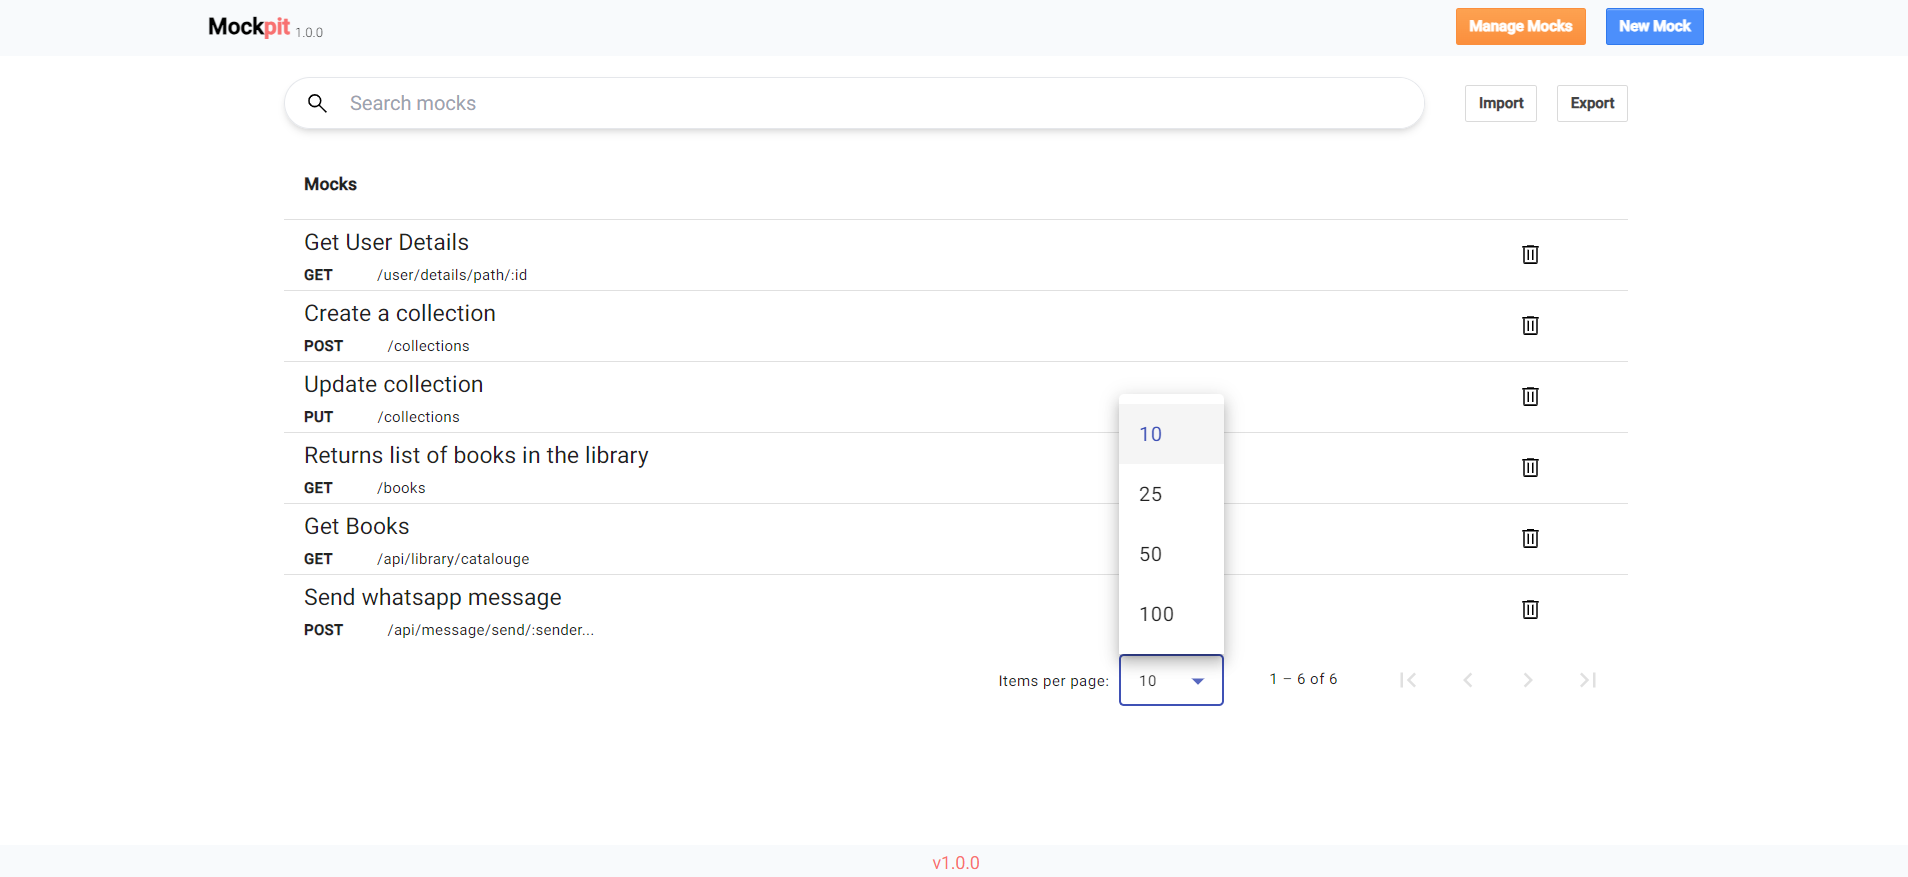 Mockpit 1.0.0
Manage Mocks
New Mock
Search mocks
Import
Export
Mocks
Get User Details
GET /user/details/path/:id
Create a collection
POST /collections
Update collection
PUT /collections
Returns list of books in the library
GET /books
Get Books
GET /api/library/catalouge
Send whatsapp message
POST /api/message/send/:sender...
10
25
50
100
Items per page: 10 1 – 6 of 6
v1.0.0